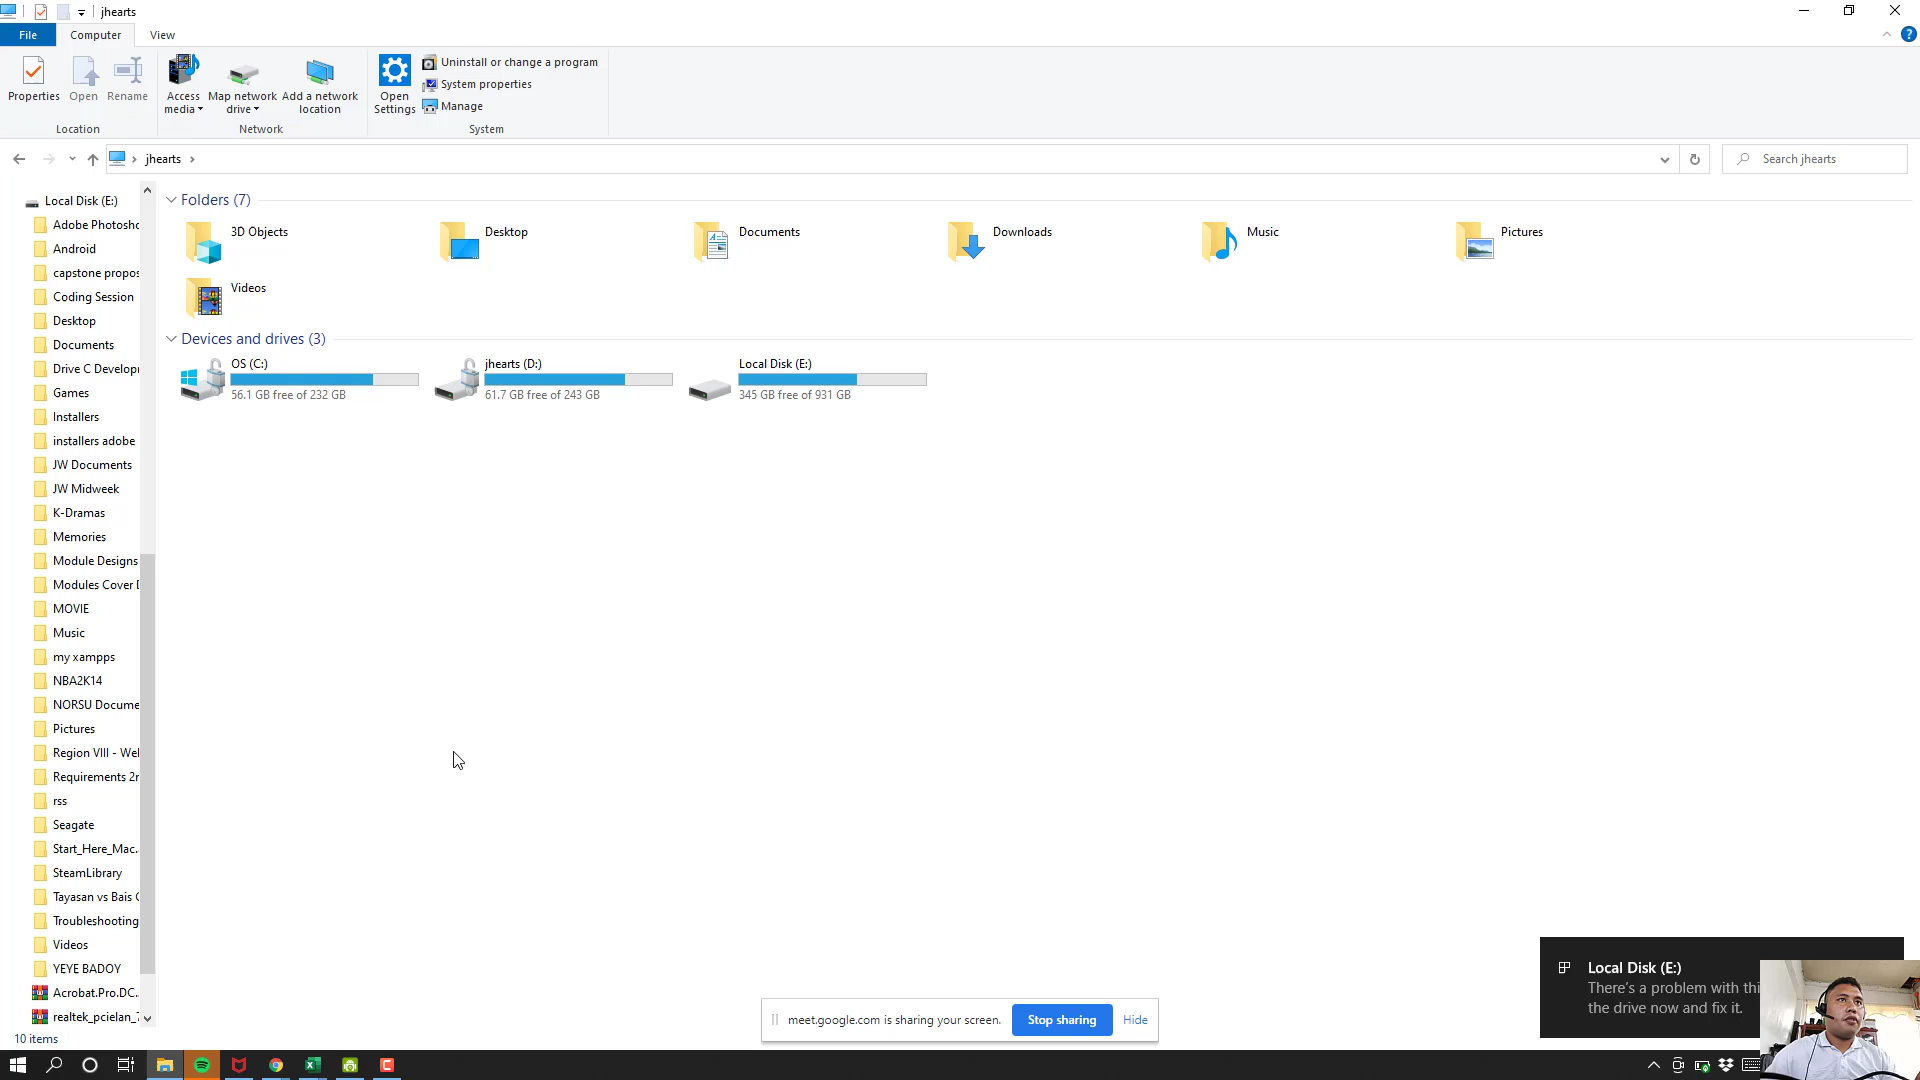 jhearts
File
Computer
View
Properties
Open
Rename
Access media
Map network drive
Add a network location
Open Settings
Uninstall or change a program
System properties
Manage
Location
Network
System
jhearts
Search jhearts
Local Disk (E:)
Adobe Photosho
Android
capstone propos
Coding Session
Desktop
Documents
Drive C Develop
Games
Installers
installers adobe
JW Documents
JW Midweek
K-Dramas
Memories
Module Designs
Modules Cover D
MOVIE
Music
my xampps
NBA2K14
NORSU Docume
Pictures
Region VIII - Wel
Requirements 2n
rss
Seagate
Start_Here_Mac.
SteamLibrary
Tayasan vs Bais C
Troubleshooting
Videos
YEYE BADOY
Acrobat.Pro.DC.
realtek_pcielan_7
10 items
Folders (7)
3D Objects
Desktop
Documents
Downloads
Music
Pictures
Videos
Devices and drives (3)
OS (C:)
56.1 GB free of 232 GB
jhearts (D:)
61.7 GB free of 243 GB
Local Disk (E:)
345 GB free of 931 GB
meet.google.com is sharing your screen.
Stop sharing
Hide
Local Disk (E:)
There's a problem with thi
the drive now and fix it.